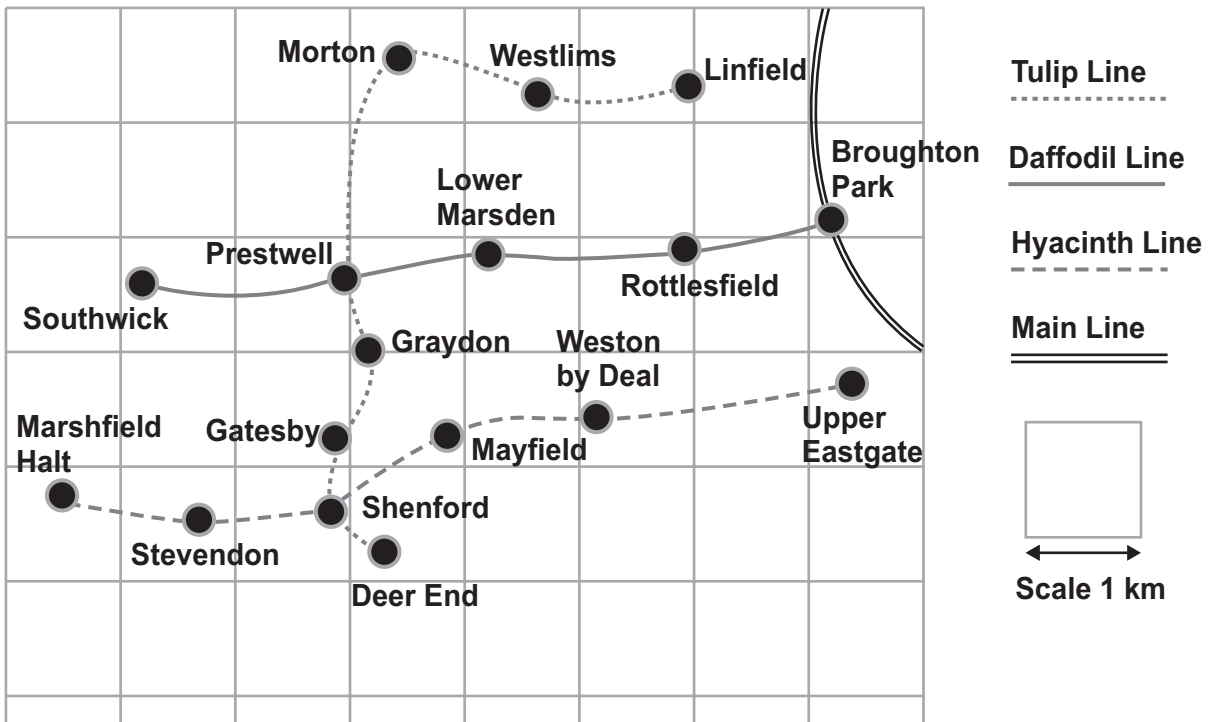 Morton
Westlims
Linfield
Broughton
Park
Lower
Marsden
Prestwell
Southwick
Rottlesfield
Graydon
Weston
by Deal
Marshfield
Halt
Gatesby
Mayfield
Upper
Eastgate
Shenford
Stevendon
Deer End
Tulip Line
Daffodil Line
Hyacinth Line
Main Line
Scale 1 km